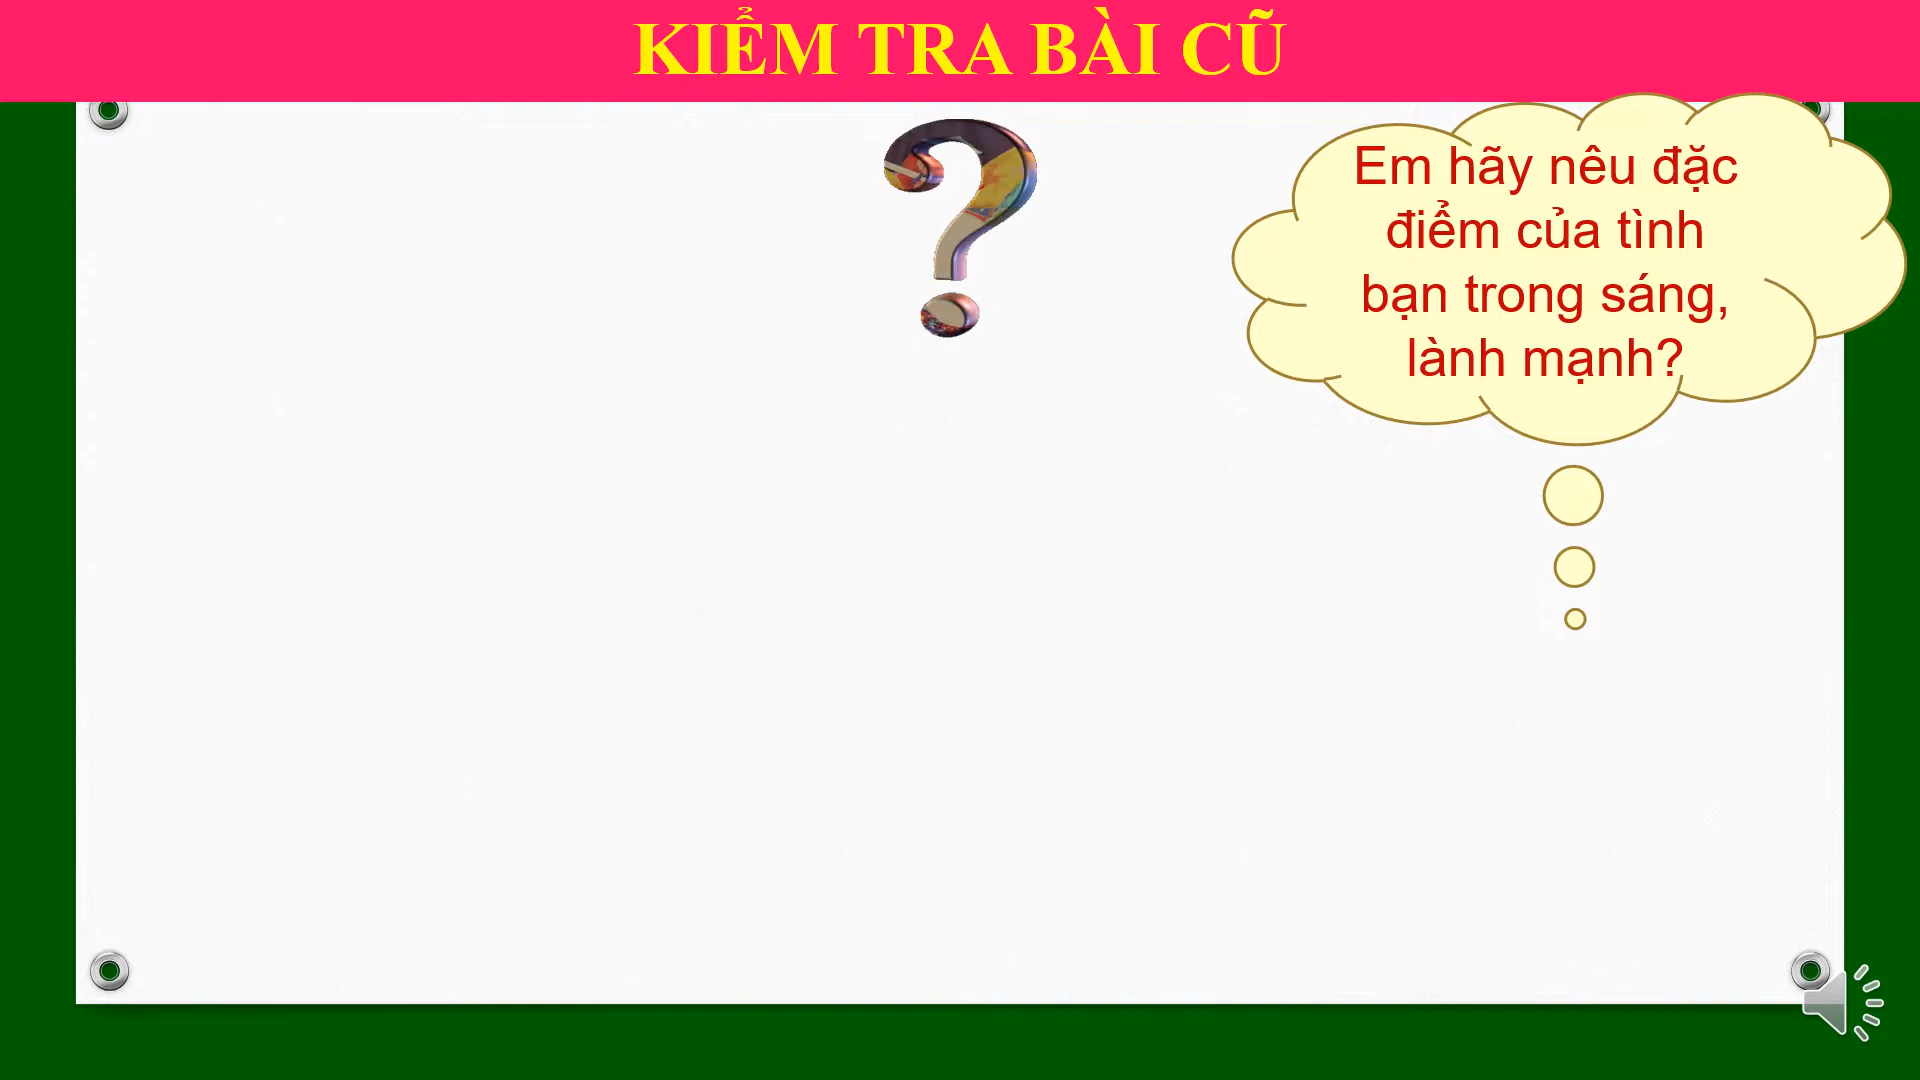 KIỂM TRA BÀI CŨ
Em hãy nêu đặc
điểm của tình
bạn trong sáng,
lành mạnh?